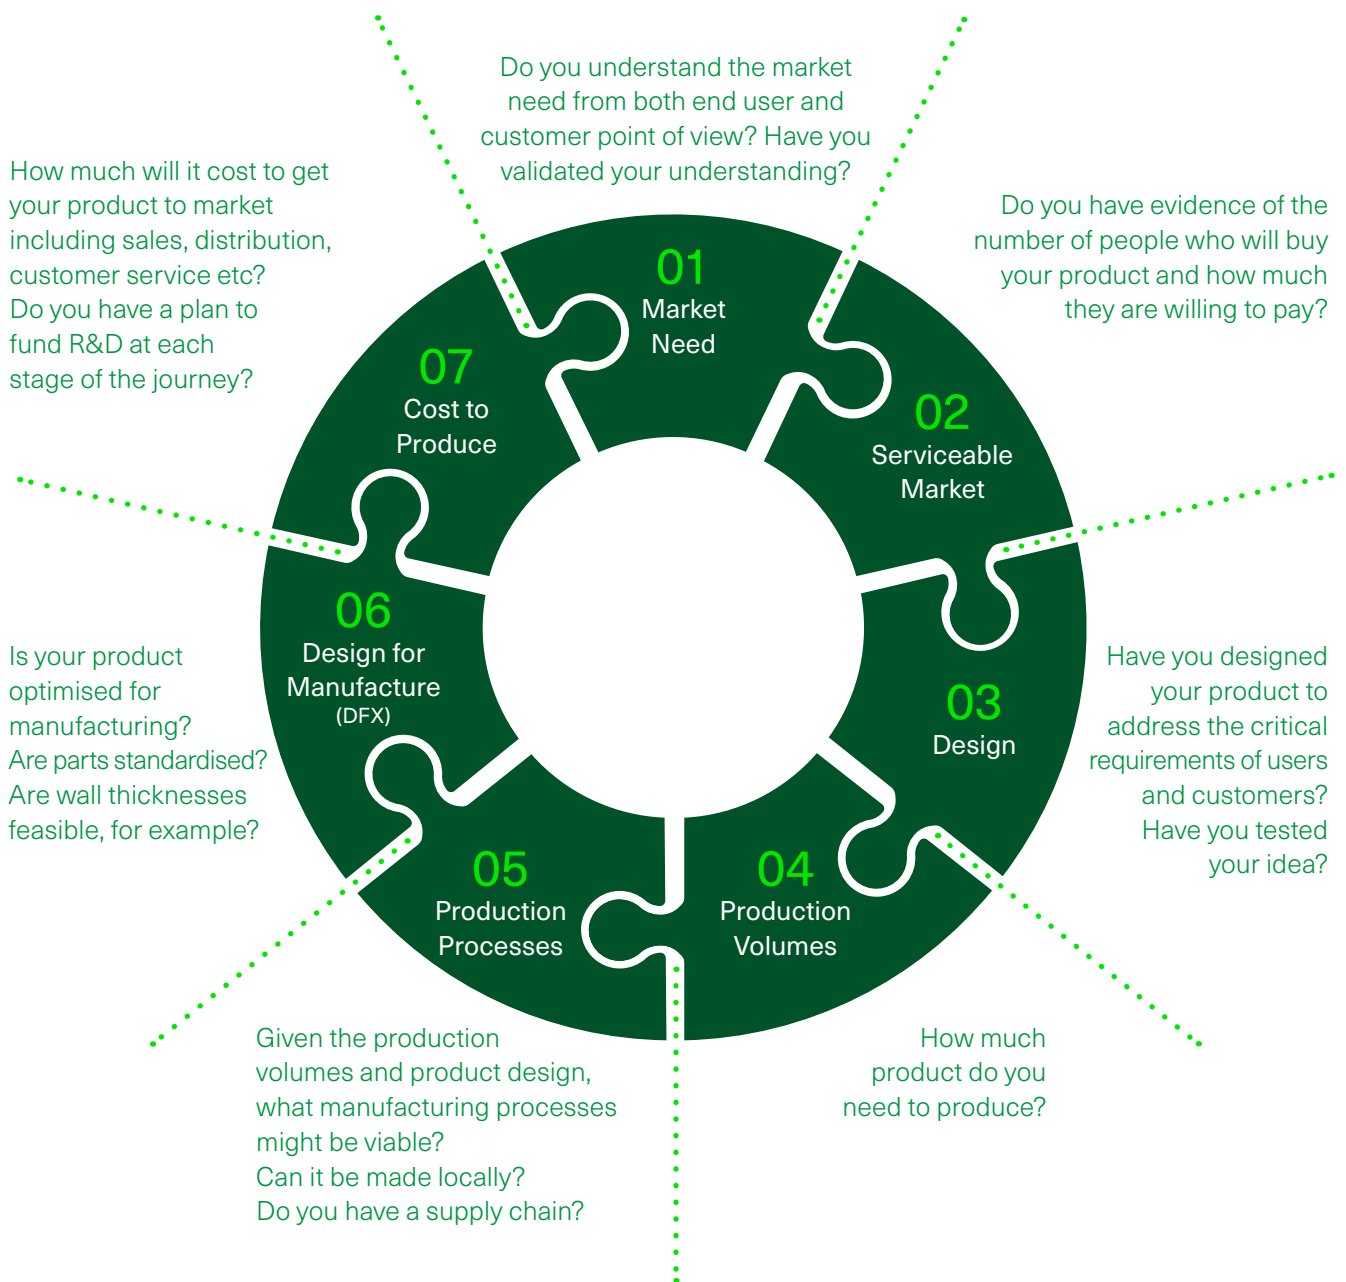 Do you understand the market
need from both end user and
customer point of view? Have you
validated your understanding?
01
Market
Need
Do you have evidence of the
number of people who will buy
your product and how much
they are willing to pay?
02
Serviceable
Market
Have you designed
your product to
address the critical
requirements of users
and customers?
Have you tested
your idea?
03
Design
How much
product do you
need to produce?
04
Production
Volumes
Given the production
volumes and product design,
what manufacturing processes
might be viable?
Can it be made locally?
Do you have a supply chain?
05
Production
Processes
Is your product
optimised for
manufacturing?
Are parts standardised?
Are wall thicknesses
feasible, for example?
06
Design for
Manufacture
(DFX)
How much will it cost to get
your product to market
including sales, distribution,
customer service etc?
Do you have a plan to
fund R&D at each
stage of the journey?
07
Cost to
Produce